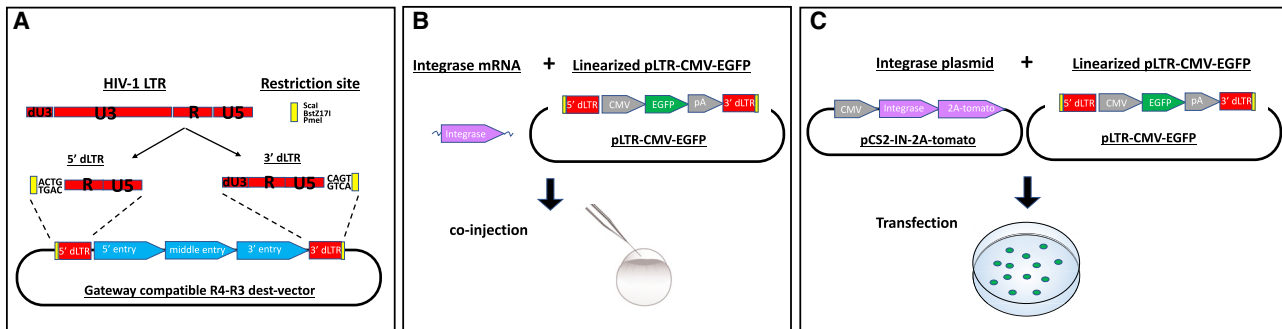 A
HIV-1 LTR
Restriction site
dU3 U3 R U5
ScaI
BstZ17I
PmeI
5' dLTR
3' dLTR
ACTG
TGAC
R U5
dU3 R U5
CAGT
GTCA
5' dLTR 5' entry middle entry 3' entry 3' dLTR
Gateway compatible R4-R3 dest-vector
B
Integrase mRNA + Linearized pLTR-CMV-EGFP
5' dLTR CMV EGFP pA 3' dLTR
Integrase
pLTR-CMV-EGFP
co-injection
C
Integrase plasmid + Linearized pLTR-CMV-EGFP
CMV Integrase 2A-tomato
5' dLTR CMV EGFP pA 3' dLTR
pCS2-IN-2A-tomato
pLTR-CMV-EGFP
Transfection